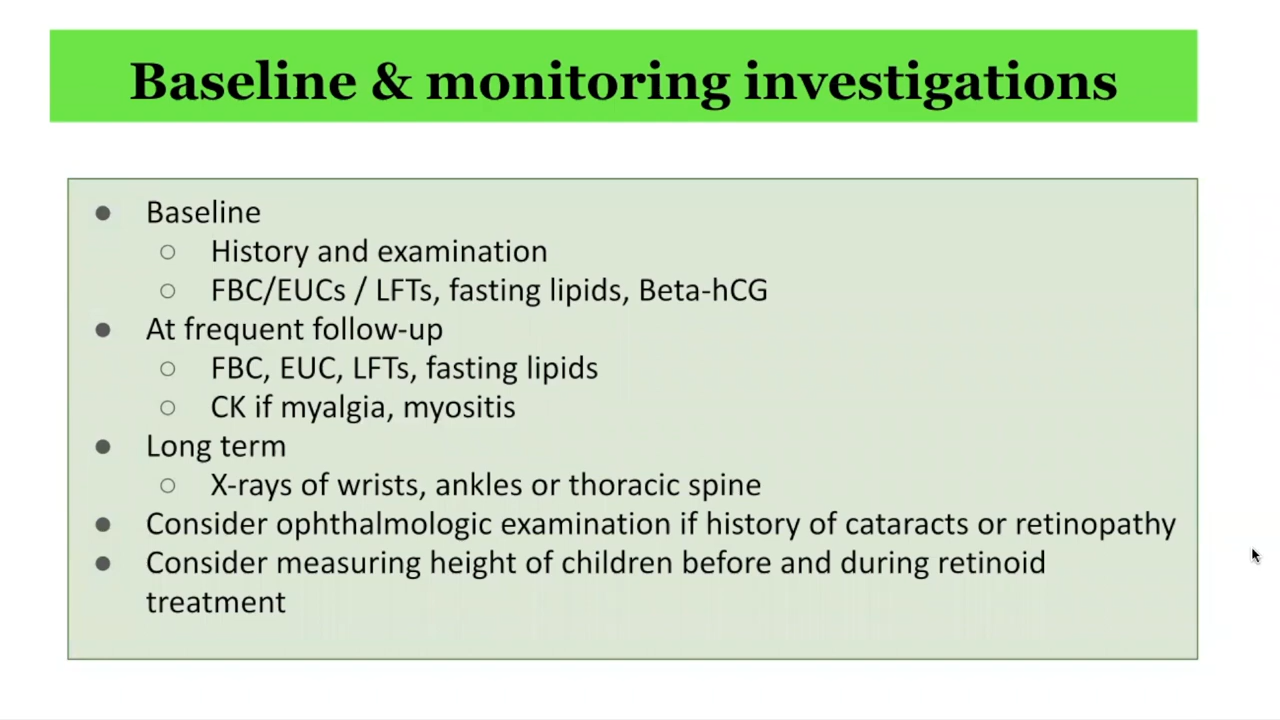 Baseline & monitoring investigations
● Baseline
○ History and examination
○ FBC/EUCs / LFTs, fasting lipids, Beta-hCG
● At frequent follow-up
○ FBC, EUC, LFTs, fasting lipids
○ CK if myalgia, myositis
● Long term
○ X-rays of wrists, ankles or thoracic spine
● Consider ophthalmologic examination if history of cataracts or retinopathy
● Consider measuring height of children before and during retinoid
treatment